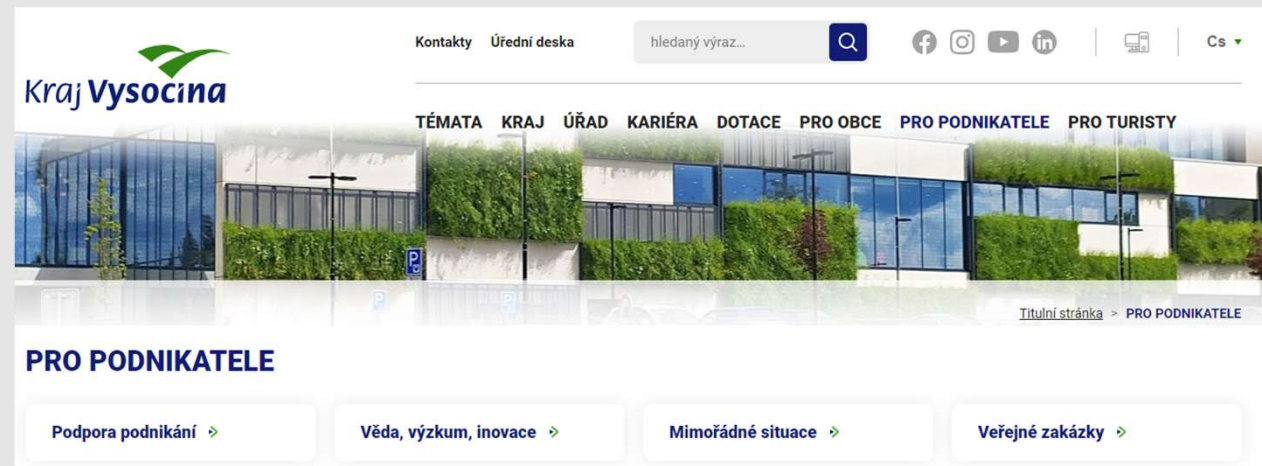 Kraj Vysočina
Kontakty Úřední deska hledaný výraz... Cs
TÉMATA KRAJ ÚŘAD KARIÉRA DOTACE PRO OBCE PRO PODNIKATELE PRO TURISTY
P
P
P
Titulní stránka > PRO PODNIKATELE
PRO PODNIKATELE
Podpora podnikání
Věda, výzkum, inovace
Mimořádné situace
Veřejné zakázky